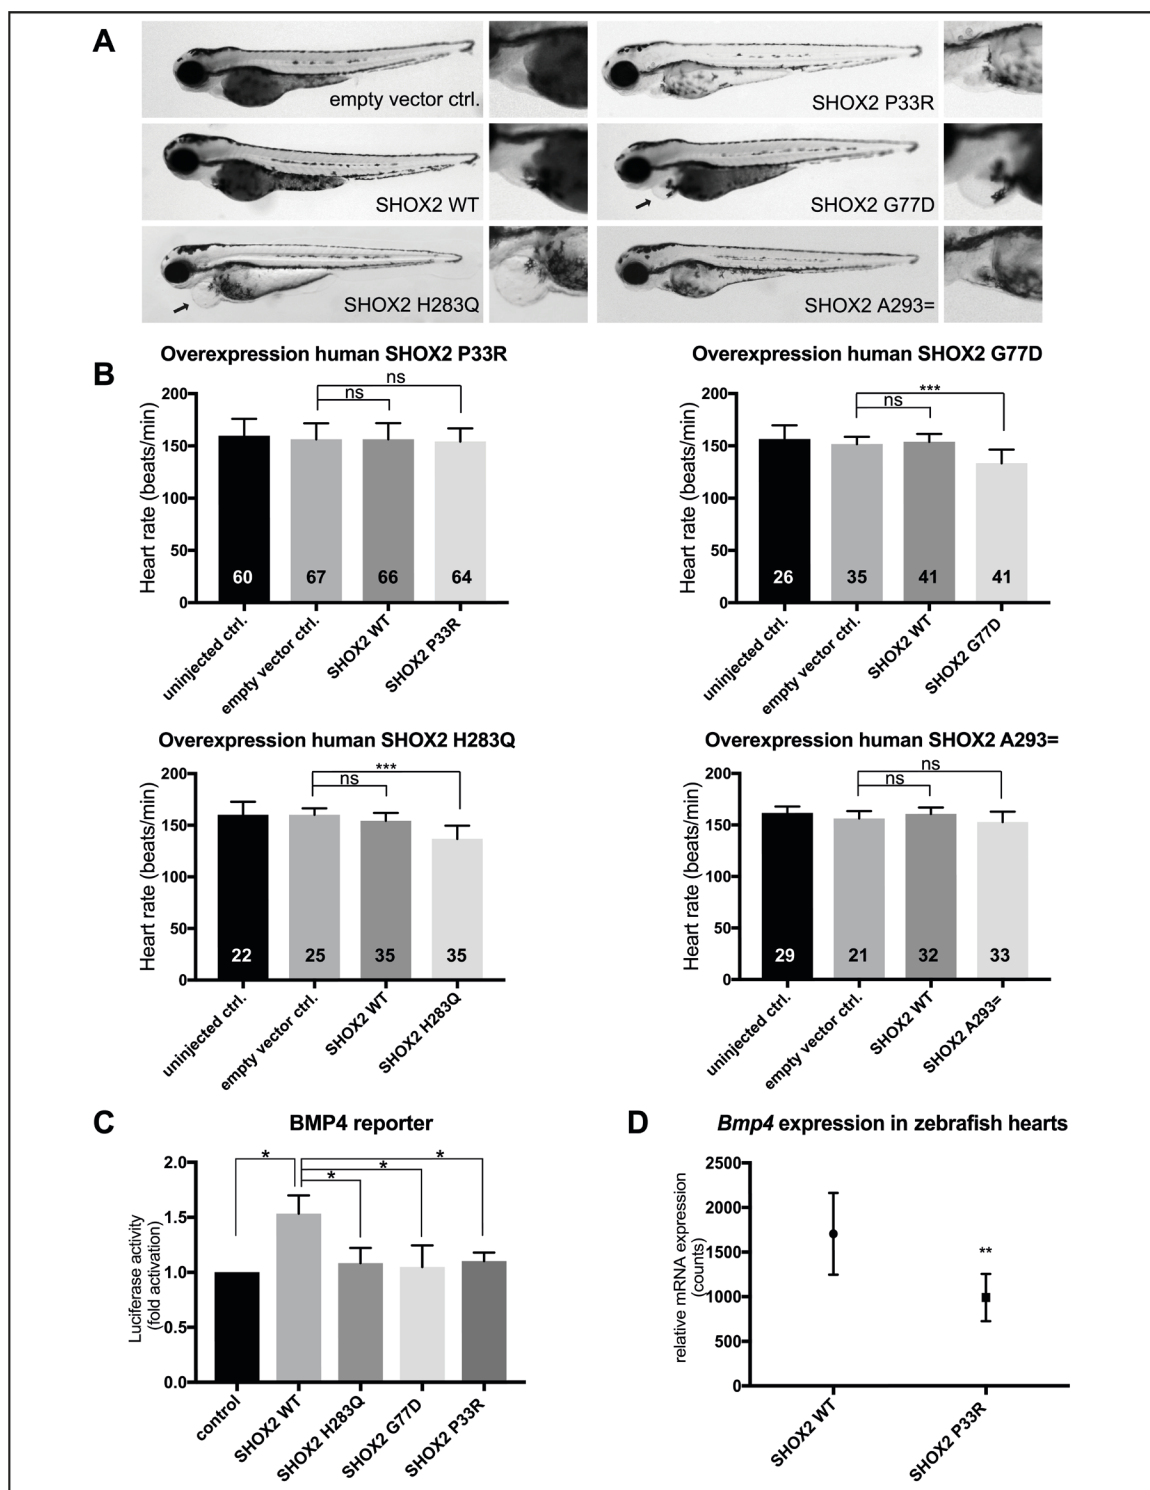 A
empty vector ctrl.
SHOX2 P33R
SHOX2 WT
SHOX2 G77D
SHOX2 H283Q
SHOX2 A293=
B
Overexpression human SHOX2 P33R
Heart rate (beats/min)
200
150
100
50
0
ns
ns
60
67
66
64
uninjected ctrl.
empty vector ctrl.
SHOX2 WT
SHOX2 P33R
Overexpression human SHOX2 G77D
Heart rate (beats/min)
200
150
100
50
0
***
ns
26
35
41
41
uninjected ctrl.
empty vector ctrl.
SHOX2 WT
SHOX2 G77D
Overexpression human SHOX2 H283Q
Heart rate (beats/min)
200
150
100
50
0
***
ns
22
25
35
35
uninjected ctrl.
empty vector ctrl.
SHOX2 WT
SHOX2 H283Q
Overexpression human SHOX2 A293=
Heart rate (beats/min)
200
150
100
50
0
ns
ns
29
21
32
33
uninjected ctrl.
empty vector ctrl.
SHOX2 WT
SHOX2 A293=
C
BMP4 reporter
Luciferase activity
(fold activation)
2.0
1.5
1.0
0.5
0.0
*
*
*
*
control
SHOX2 WT
SHOX2 H283Q
SHOX2 G77D
SHOX2 P33R
D
Bmp4 expression in zebrafish hearts
relative mRNA expression
(counts)
2500
2000
1500
1000
500
0
**
SHOX2 WT
SHOX2 P33R